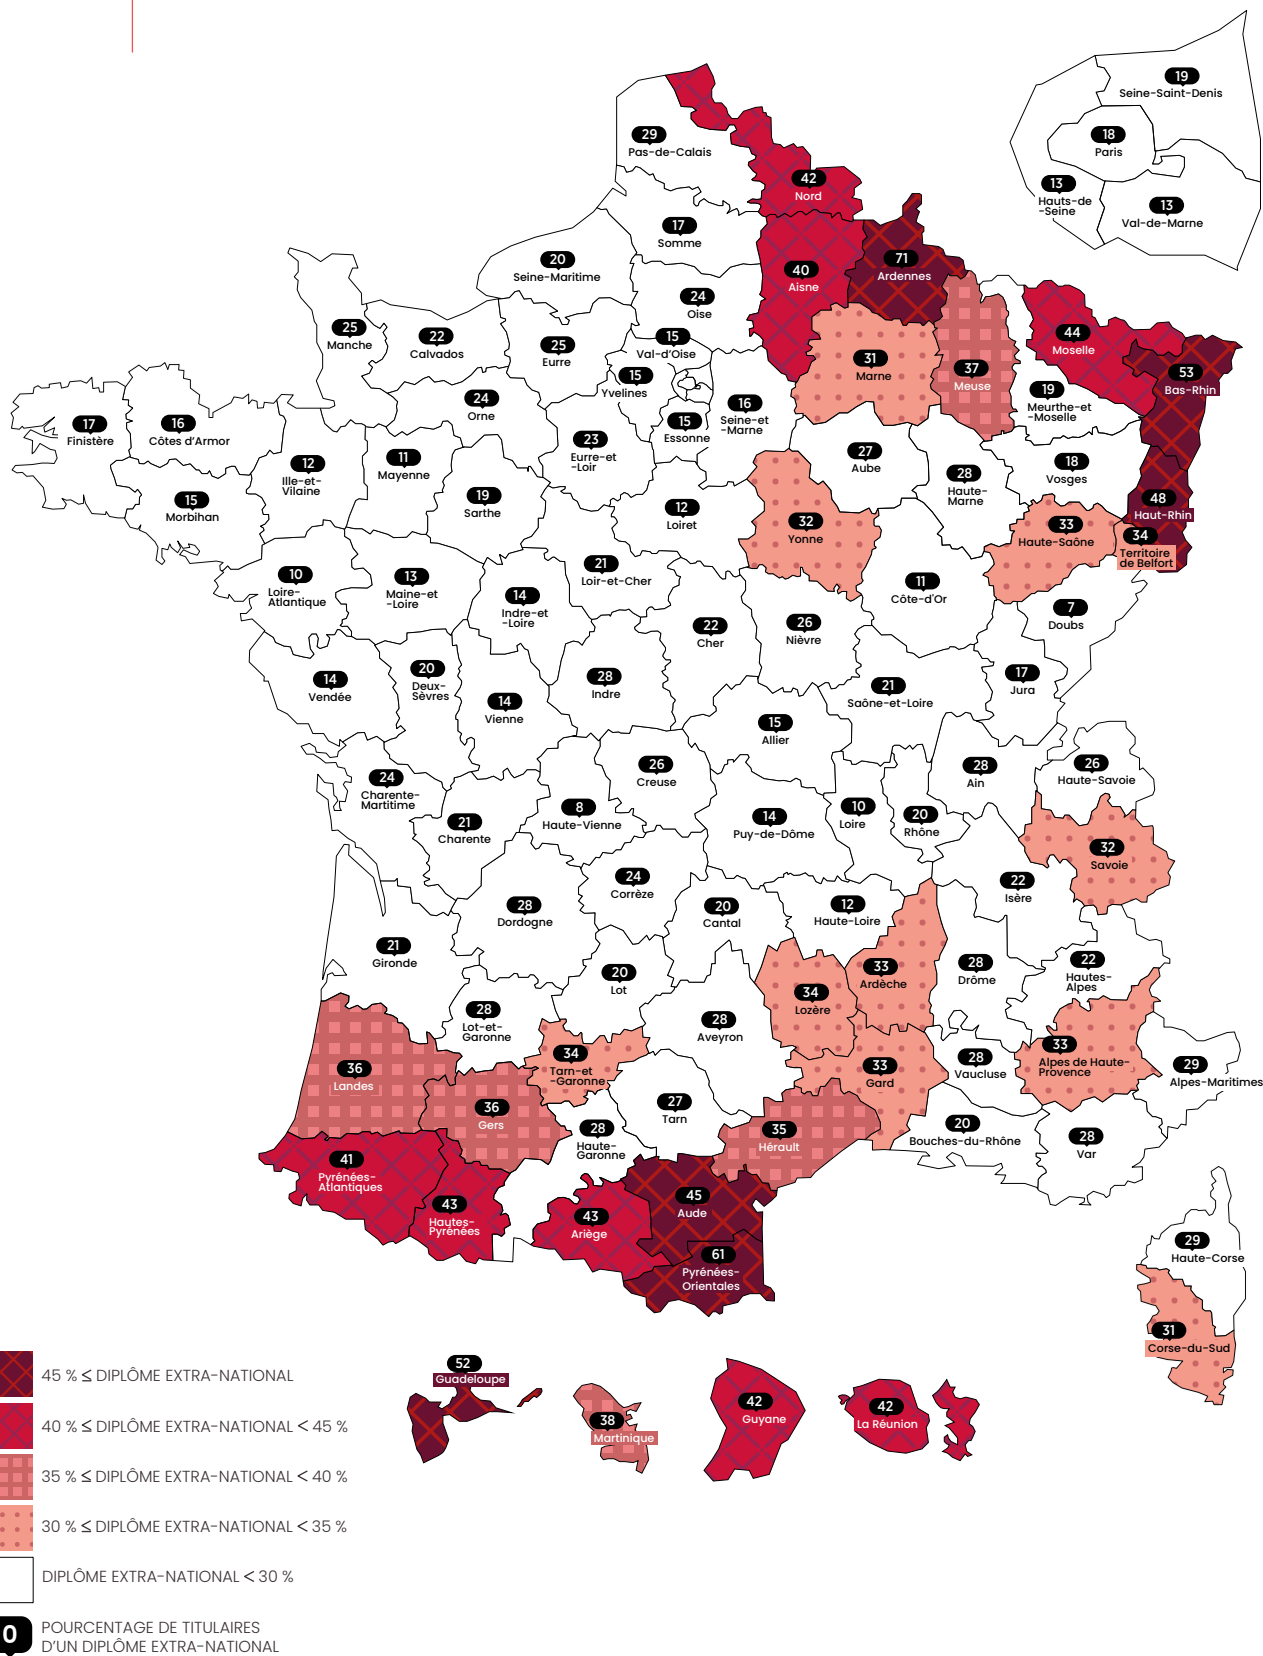 19
Seine-Saint-Denis
18
Paris
13
Hauts-de
-Seine
13
Val-de-Marne
29
Pas-de-Calais
42
Nord
17
Somme
20
Seine-Maritime
40
Aisne
71
Ardennes
24
Oise
25
Manche
22
Calvados
25
Eurre
15
Val-d'Oise
31
Marne
37
Meuse
44
Moselle
53
Bas-Rhin
19
Meurthe-et
-Moselle
15
Yvelines
24
Orne
16
Seine-et
-Marne
15
Essonne
17
Finistère
16
Côtes d'Armor
12
Ille-et-
Vilaine
11
Mayenne
23
Eurre-et
-Loir
27
Aube
28
Haute-
Marne
18
Vosges
15
Morbihan
19
Sarthe
12
Loiret
32
Yonne
48
Haut-Rhin
33
Haute-Saône
34
Territoire
de Belfort
10
Loire-
Atlantique
13
Maine-et
-Loire
14
Indre-et
-Loire
21
Loir-et-Cher
11
Côte-d'Or
7
Doubs
22
Cher
26
Nièvre
14
Vendée
20
Deux-
Sèvres
14
Vienne
28
Indre
21
Saône-et-Loire
17
Jura
15
Allier
24
Charente-
Martitime
21
Charente
8
Haute-Vienne
26
Creuse
14
Puy-de-Dôme
10
Loire
20
Rhône
28
Ain
26
Haute-Savoie
32
Savoie
24
Corrèze
22
Isère
28
Dordogne
20
Cantal
12
Haute-Loire
21
Gironde
20
Lot
34
Lozère
33
Ardèche
28
Drôme
22
Hautes-
Alpes
28
Lot-et-
Garonne
28
Aveyron
36
Landes
34
Tarn-et
-Garonne
33
Gard
28
Vaucluse
33
Alpes de Haute-
Provence
29
Alpes-Maritimes
36
Gers
27
Tarn
28
Haute-
Garonne
35
Hérault
20
Bouches-du-Rhône
28
Var
41
Pyrénées-
Atlantiques
43
Hautes-
Pyrénées
43
Ariège
45
Aude
61
Pyrénées-
Orientales
29
Haute-Corse
31
Corse-du-Sud
52
Guadeloupe
38
Martinique
42
Guyane
42
La Réunion
45 % ≤ DIPLÔME EXTRA-NATIONAL
40 % ≤ DIPLÔME EXTRA-NATIONAL < 45 %
35 % ≤ DIPLÔME EXTRA-NATIONAL < 40 %
30 % ≤ DIPLÔME EXTRA-NATIONAL < 35 %
DIPLÔME EXTRA-NATIONAL < 30 %
0
POURCENTAGE DE TITULAIRES
D'UN DIPLÔME EXTRA-NATIONAL